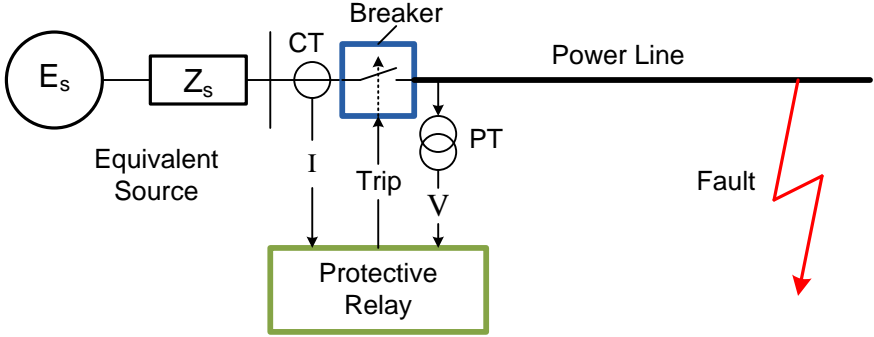 Breaker
CT
Power Line
Es
Zs
PT
Equivalent
Source
I
Trip
V
Fault
Protective
Relay